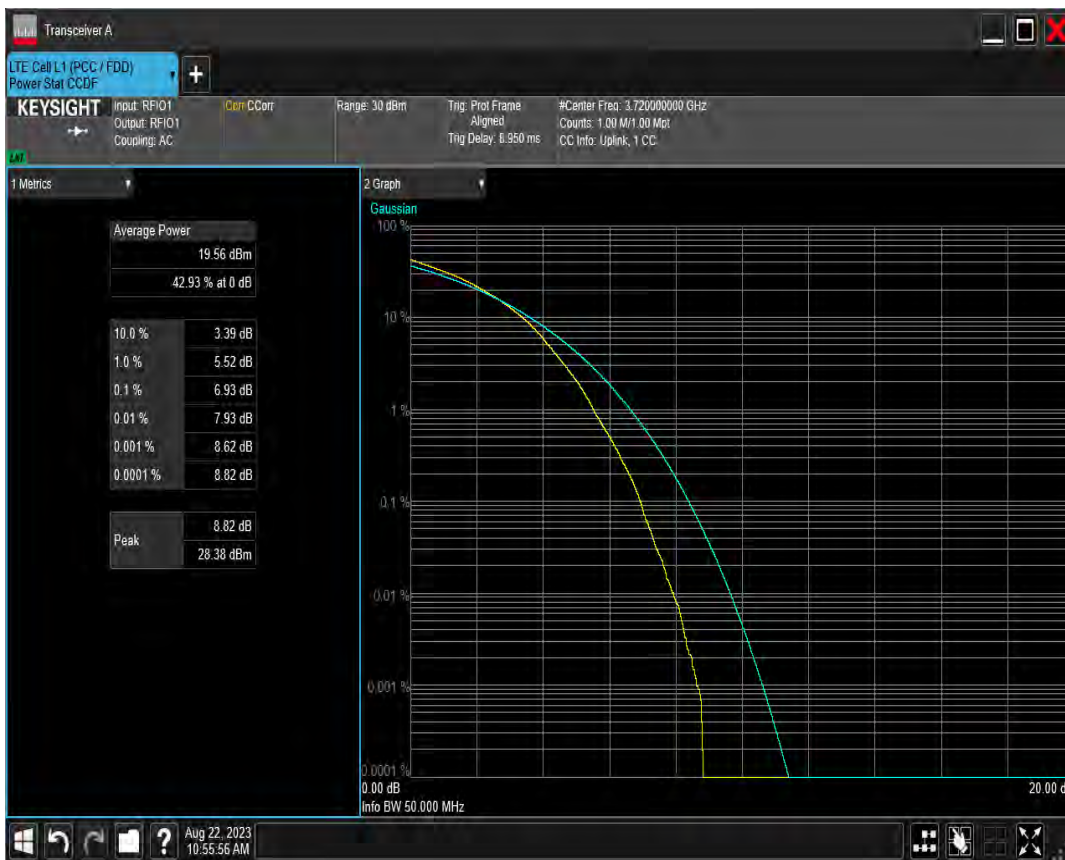 Transceiver A
LTE Cell L1 (PCC / FDD)
Power Stat CCDF
+
KEYSIGHT
Input: RFIO1
Output: RFIO1
Coupling: AC
Corr CCorr
Range: 30 dBm
Trig: Prot Frame
Aligned
Trig Delay: 8.950 ms
#Center Freq: 3.720000000 GHz
Counts: 1.00 M/1.00 Mpt
CC Info: Uplink, 1 CC
1 Metrics
Average Power
19.56 dBm
42.93 % at 0 dB
10.0 % 3.39 dB
1.0 % 5.52 dB
0.1 % 6.93 dB
0.01 % 7.93 dB
0.001 % 8.62 dB
0.0001 % 8.82 dB
Peak
8.82 dB
28.38 dBm
2 Graph
Gaussian
100 %
10 %
1 %
0.1 %
0.01 %
0.001 %
0.0001 %
0.00 dB
20.00 d
Info BW 50.000 MHz
?
Aug 22, 2023
10:55:56 AM